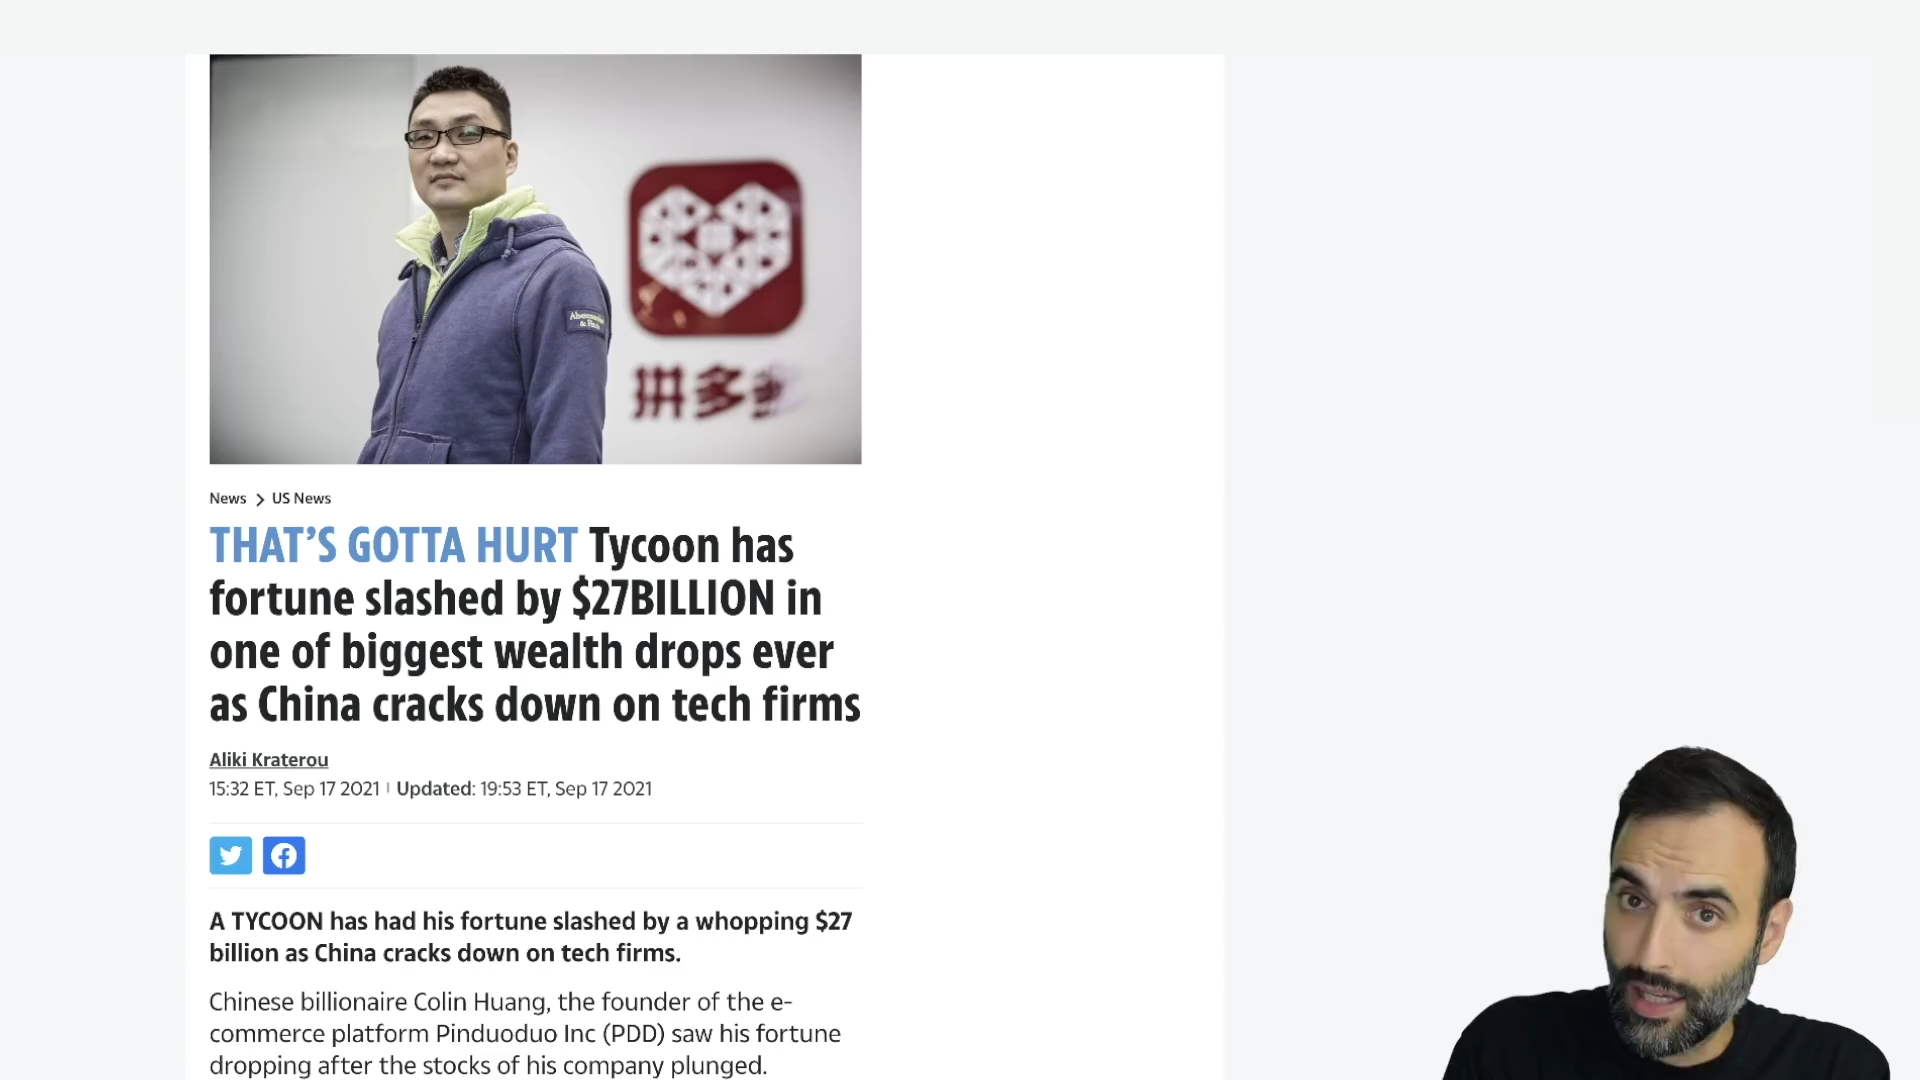 Abercrombie
& Fitch
拼多多
News > US News
THAT’S GOTTA HURT Tycoon has
fortune slashed by $27BILLION in
one of biggest wealth drops ever
as China cracks down on tech firms
Aliki Kraterou
15:32 ET, Sep 17 2021 | Updated: 19:53 ET, Sep 17 2021
A TYCOON has had his fortune slashed by a whopping $27
billion as China cracks down on tech firms.
Chinese billionaire Colin Huang, the founder of the e-
commerce platform Pinduoduo Inc (PDD) saw his fortune
dropping after the stocks of his company plunged.